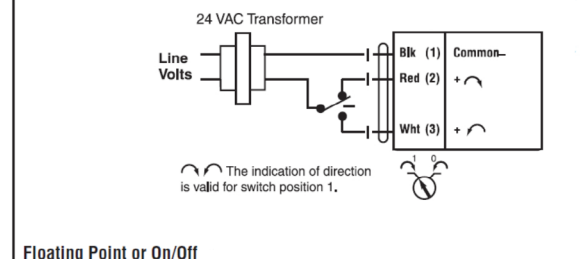 24 VAC Transformer
Line
Volts
Blk (1) Common–
Red (2) +
Wht (3) +
The indication of direction
is valid for switch position 1.
1 0
Floating Point or On/Off